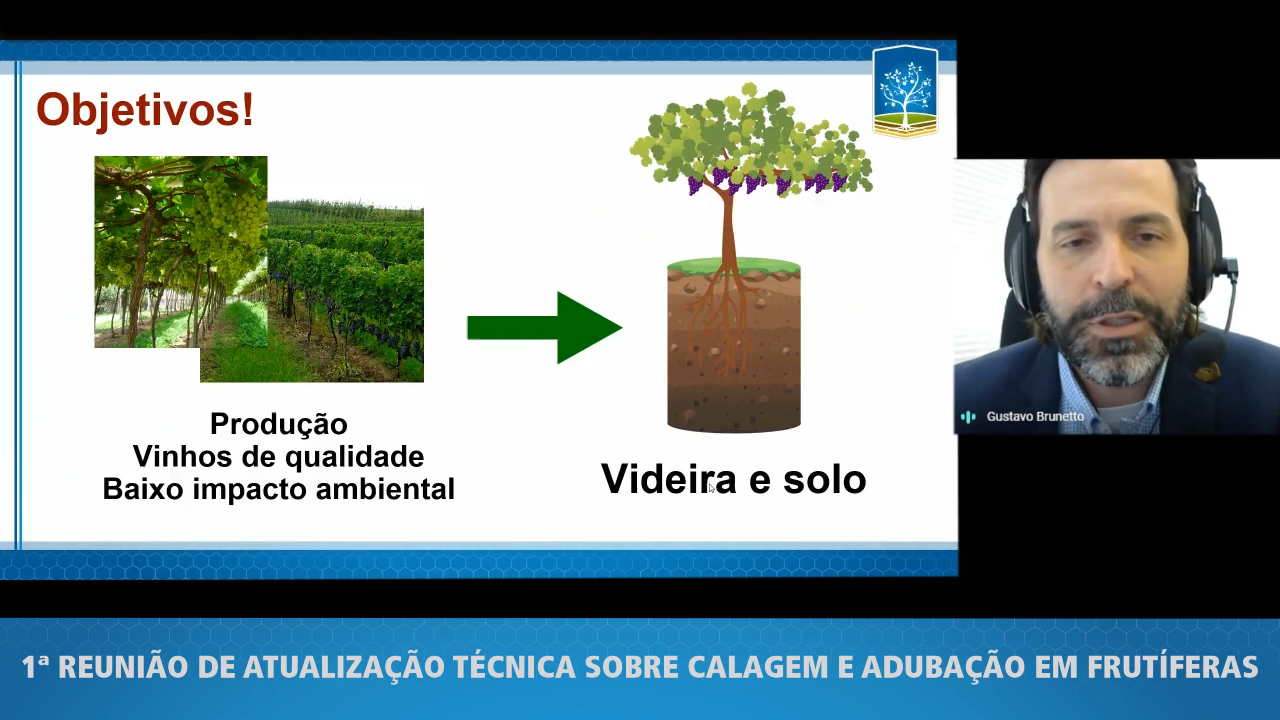 Objetivos!
Produção
Vinhos de qualidade
Baixo impacto ambiental
Videira e solo
Gustavo Brunetto
1ª REUNIÃO DE ATUALIZAÇÃO TÉCNICA SOBRE CALAGEM E ADUBAÇÃO EM FRUTÍFERAS